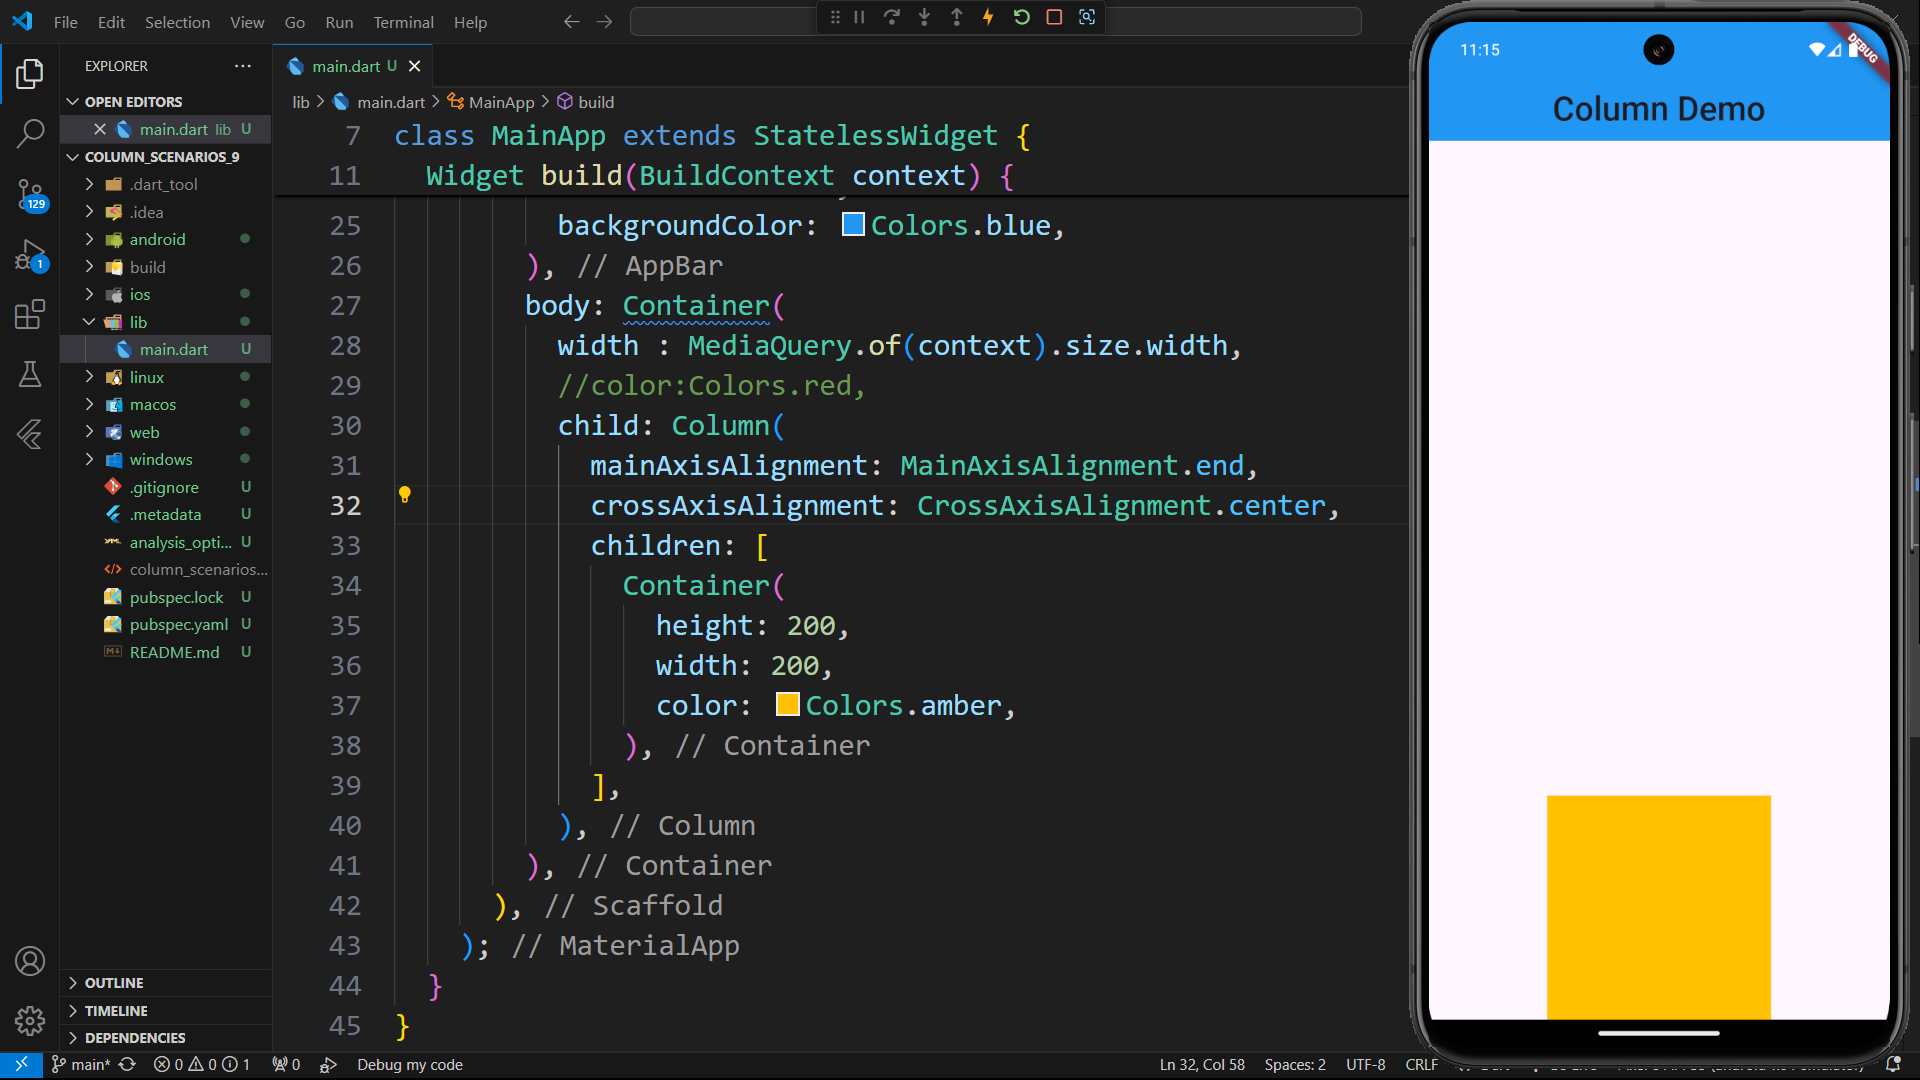 File Edit Selection View Go Run Terminal Help
EXPLORER
OPEN EDITORS
main.dart lib U
COLUMN_SCENARIOS_9
.dart_tool
.idea
android
build
ios
lib
main.dart U
linux
macos
web
windows
.gitignore U
.metadata U
analysis_opti... U
column_scenarios...
pubspec.lock U
pubspec.yaml U
README.md U
OUTLINE
TIMELINE
DEPENDENCIES
129
1
main.dart U
lib > main.dart > MainApp > build
7 class MainApp extends StatelessWidget {
11 Widget build(BuildContext context) {
25 backgroundColor: Colors.blue,
26 ), // AppBar
27 body: Container(
28 width : MediaQuery.of(context).size.width,
29 //color:Colors.red,
30 child: Column(
31 mainAxisAlignment: MainAxisAlignment.end,
32 crossAxisAlignment: CrossAxisAlignment.center,
33 children: [
34 Container(
35 height: 200,
36 width: 200,
37 color: Colors.amber,
38 ), // Container
39 ],
40 ), // Column
41 ), // Container
42 ), // Scaffold
43 ); // MaterialApp
44 }
45 }
11:15
DEBUG
Column Demo
main* 0 0 1 0 Debug my code
Ln 32, Col 58 Spaces: 2 UTF-8 CRLF